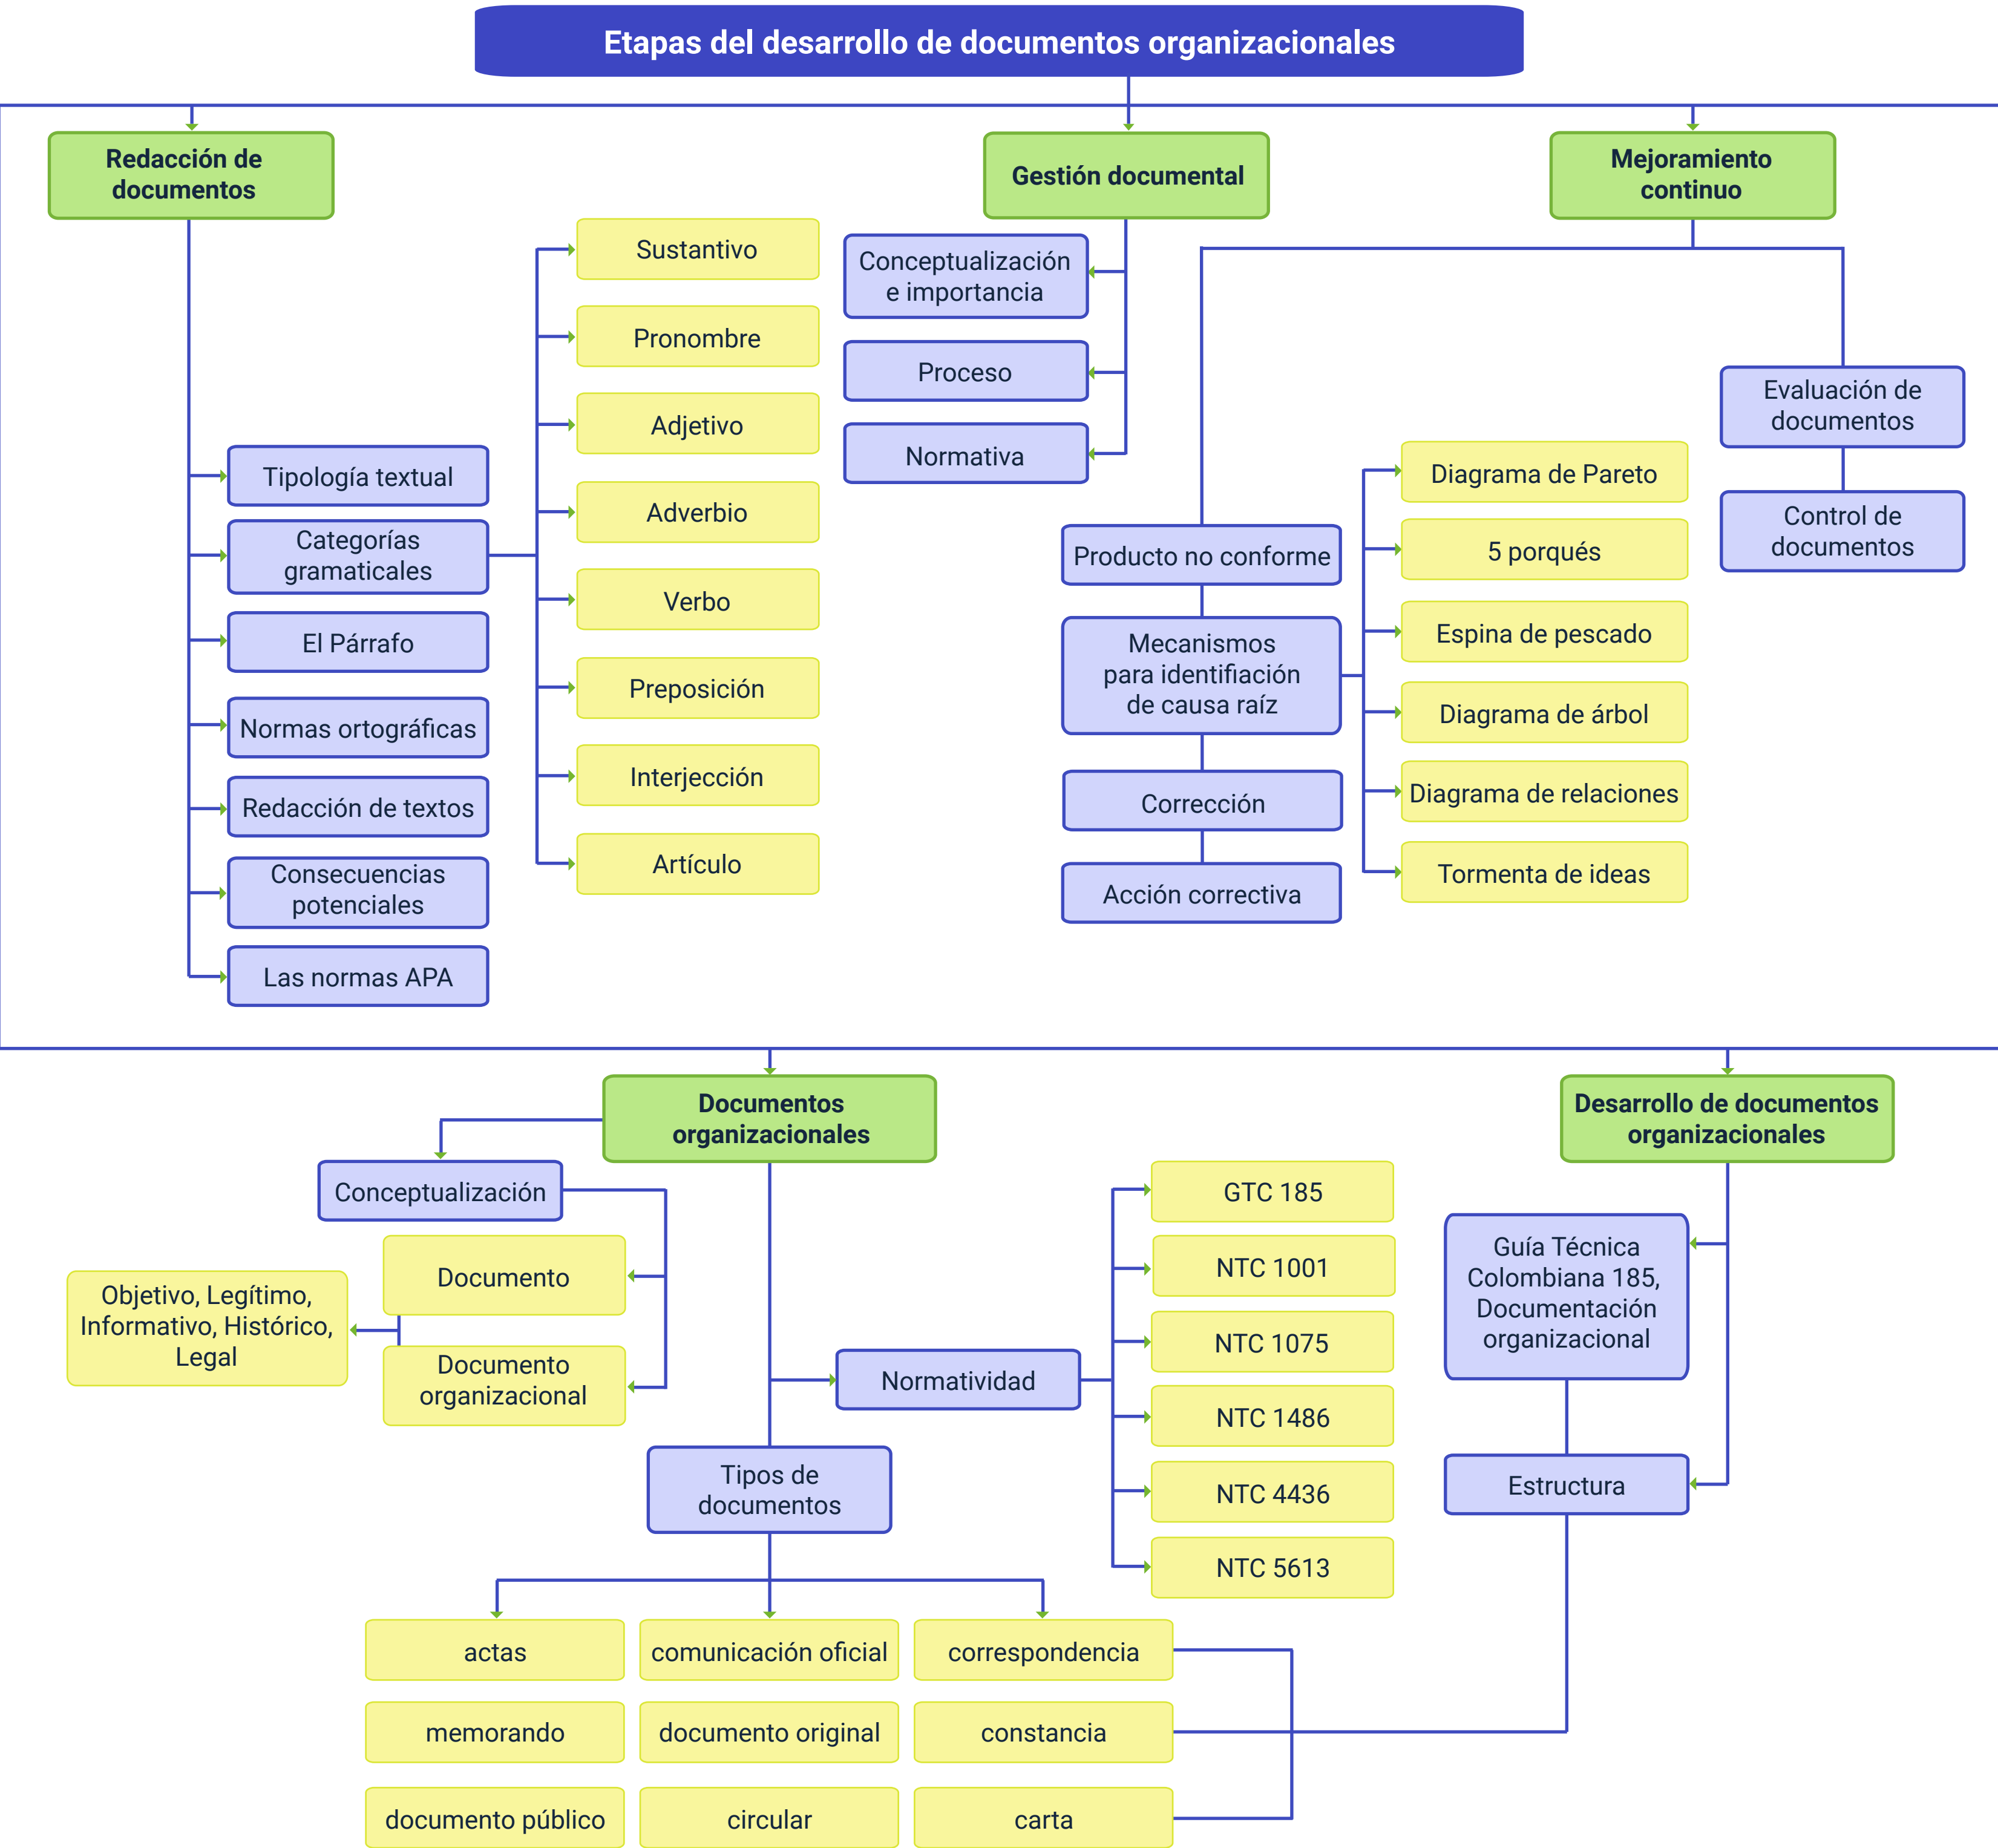 Etapas del desarrollo de documentos organizacionales
Redacción de
documentos
Tipología textual
Categorías
gramaticales
El Párrafo
Normas ortográficas
Redacción de textos
Consecuencias
potenciales
Las normas APA
Sustantivo
Pronombre
Adjetivo
Adverbio
Verbo
Preposición
Interjección
Artículo
Gestión documental
Conceptualización
e importancia
Proceso
Normativa
Mejoramiento
continuo
Producto no conforme
Mecanismos
para identifiación
de causa raíz
Corrección
Acción correctiva
Diagrama de Pareto
5 porqués
Espina de pescado
Diagrama de árbol
Diagrama de relaciones
Tormenta de ideas
Evaluación de
documentos
Control de
documentos
Documentos
organizacionales
Conceptualización
Documento
Documento
organizacional
Objetivo, Legítimo,
Informativo, Histórico,
Legal
Normatividad
GTC 185
NTC 1001
NTC 1075
NTC 1486
NTC 4436
NTC 5613
Tipos de
documentos
actas
comunicación oficial
correspondencia
memorando
documento original
constancia
documento público
circular
carta
Desarrollo de documentos
organizacionales
Guía Técnica
Colombiana 185,
Documentación
organizacional
Estructura